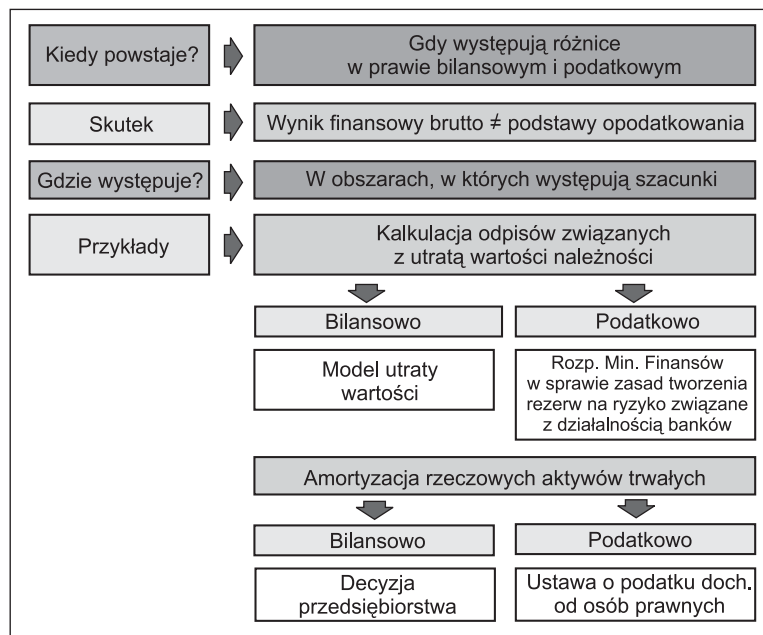 Kiedy powstaje?
Gdy występują różnice
w prawie bilansowym i podatkowym
Skutek
Wynik finansowy brutto ≠ podstawy opodatkowania
Gdzie występuje?
W obszarach, w których występują szacunki
Przykłady
Kalkulacja odpisów związanych
z utratą wartości należności
Bilansowo
Podatkowo
Model utraty
wartości
Rozp. Min. Finansów
w sprawie zasad tworzenia
rezerw na ryzyko związane
z działalnością banków
Amortyzacja rzeczowych aktywów trwałych
Bilansowo
Podatkowo
Decyzja
przedsiębiorstwa
Ustawa o podatku doch.
od osób prawnych